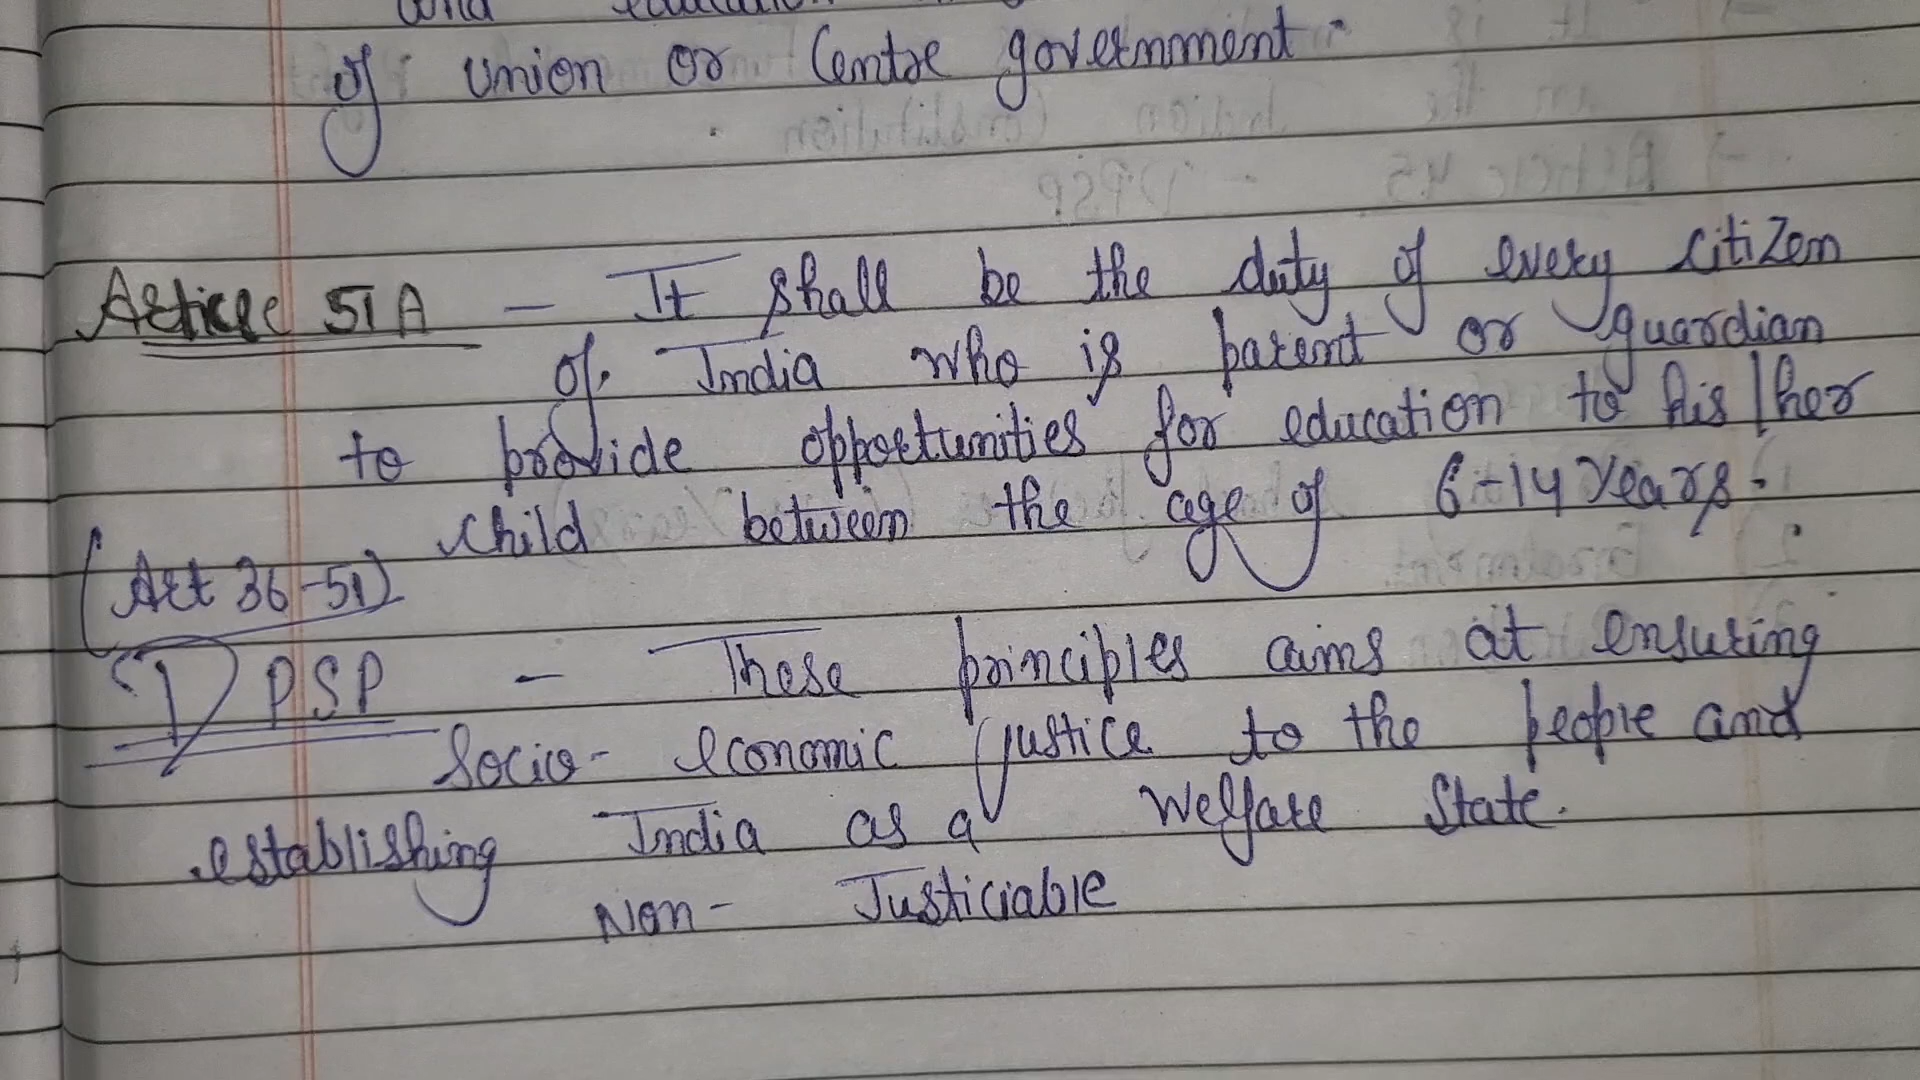 of union or Centre government.
Article 51A - It shall be the duty of every citizen
of India who is parent or guardian
to provide opportunities for education to his/her
child between the age of 6-14 years.
(Art 36-51)
DPSP - These principles aims at ensuring
Socio-economic justice to the people and
establishing India as a Welfare State.
Non-Justiciable